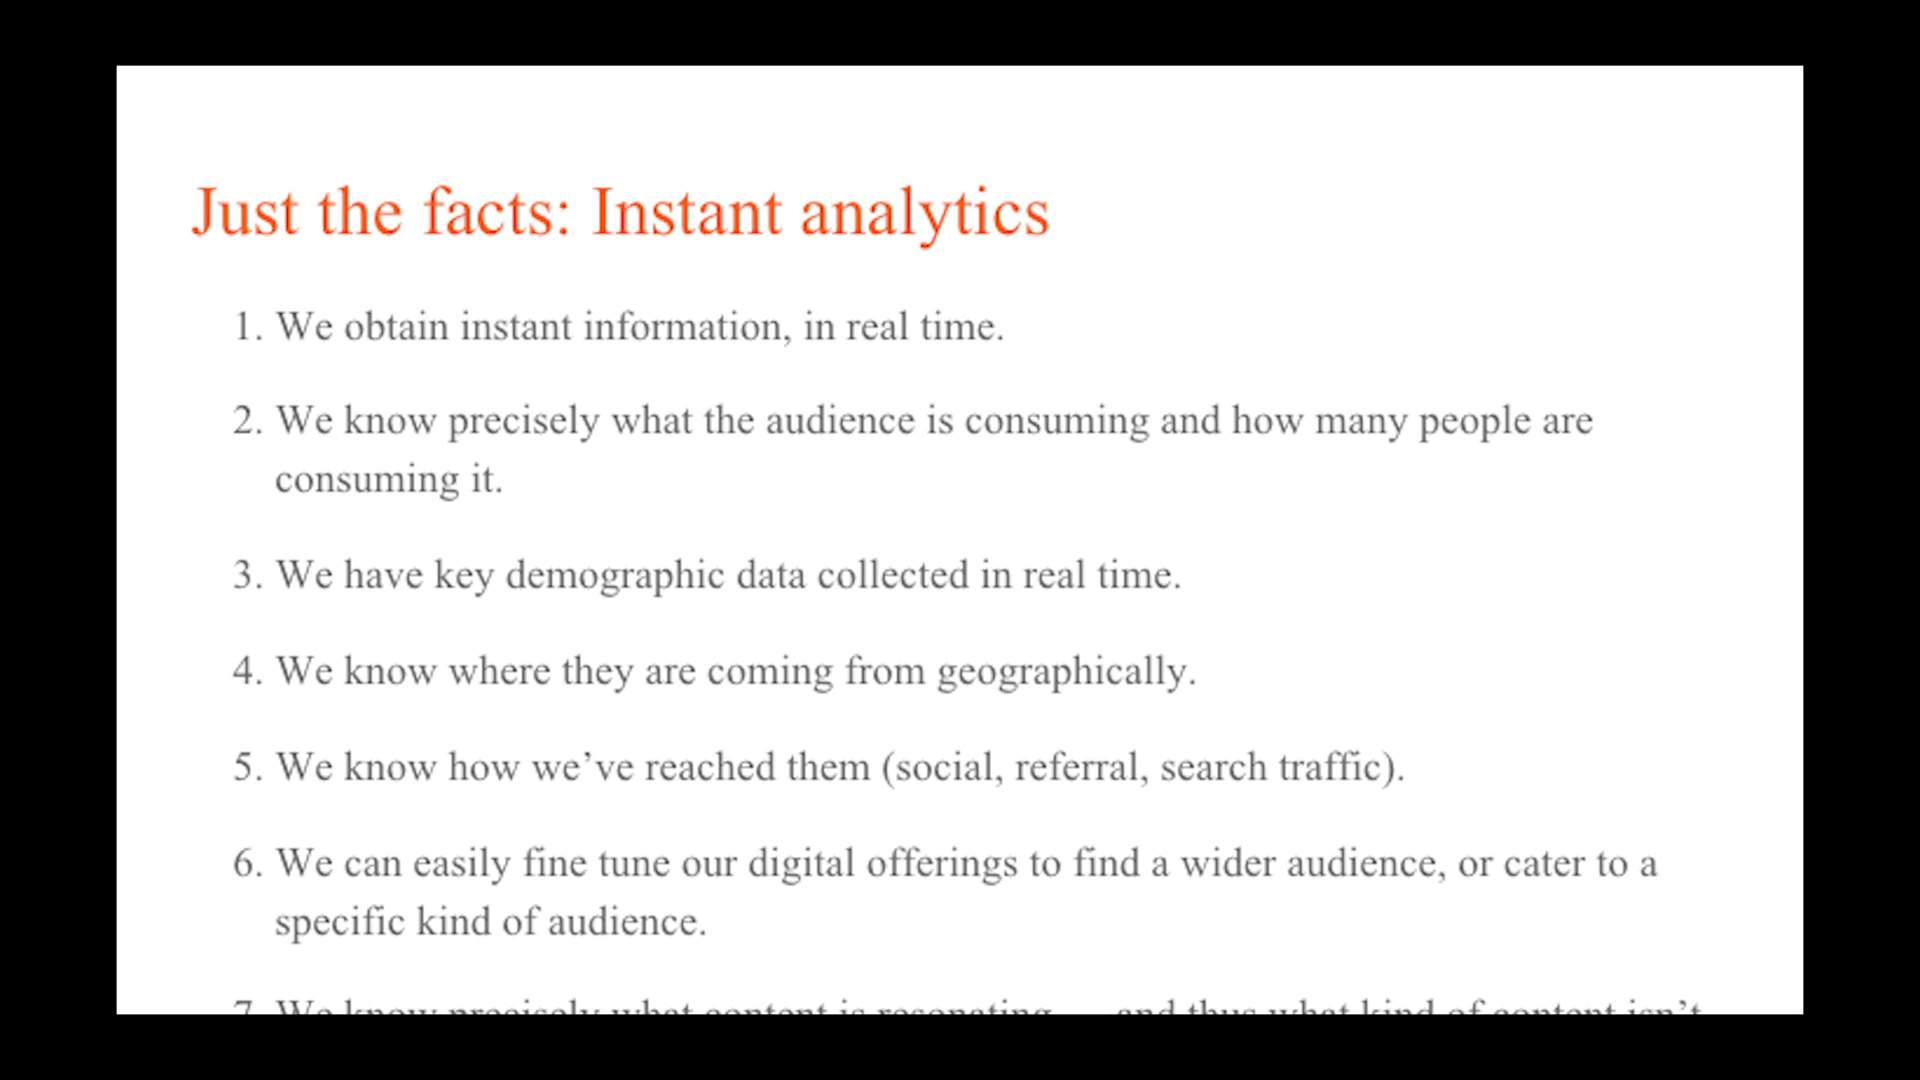 Just the facts: Instant analytics
1. We obtain instant information, in real time.
2. We know precisely what the audience is consuming and how many people are
consuming it.
3. We have key demographic data collected in real time.
4. We know where they are coming from geographically.
5. We know how we’ve reached them (social, referral, search traffic).
6. We can easily fine tune our digital offerings to find a wider audience, or cater to a
specific kind of audience.
7. We know precisely what content is resonating — and thus what kind of content isn’t